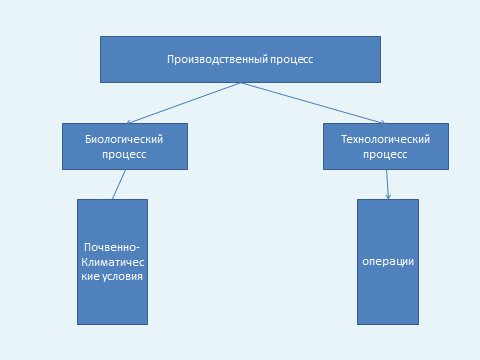 Производственный процесс
Биологический
процесс
Технологический
процесс
Почвенно-
Климатичес
кие условия
операции